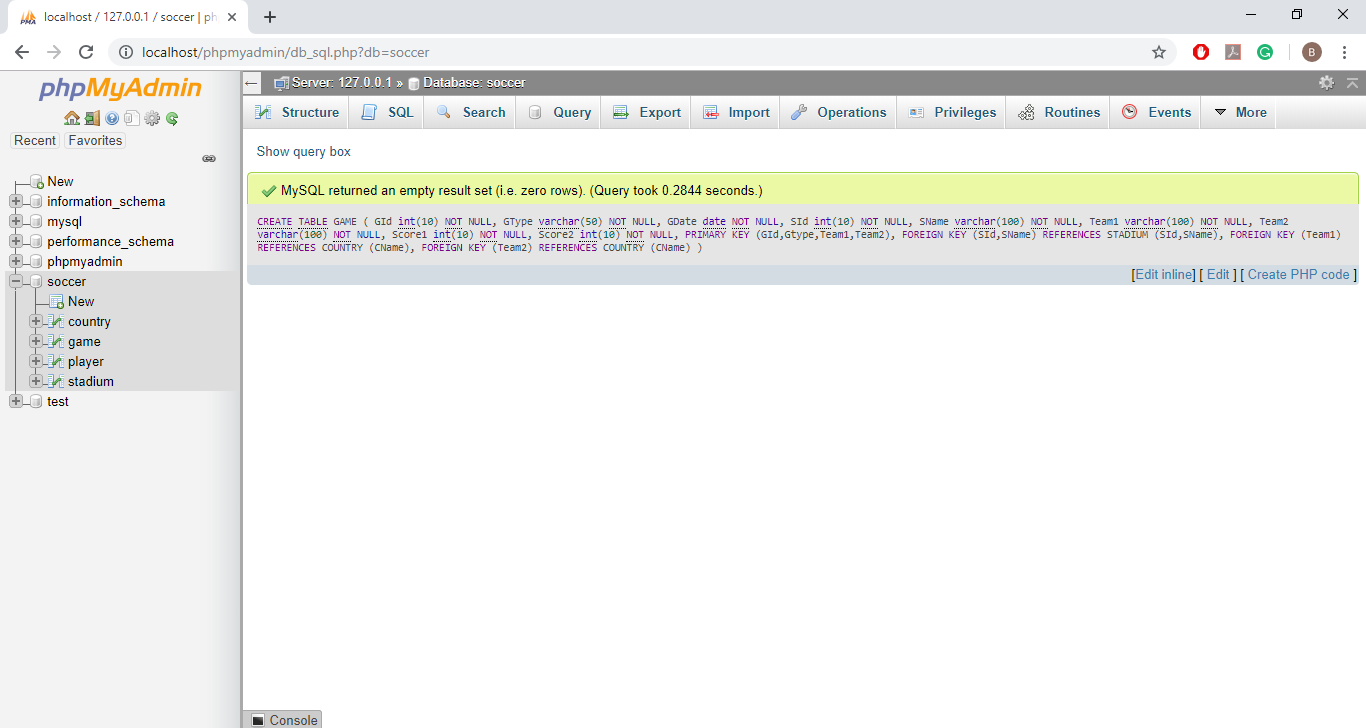 localhost / 127.0.0.1 / soccer | ph
localhost/phpmyadmin/db_sql.php?db=soccer
B
phpMyAdmin
Recent Favorites
New
information_schema
mysql
performance_schema
phpmyadmin
soccer
New
country
game
player
stadium
test
Server: 127.0.0.1 » Database: soccer
Structure SQL Search Query Export Import Operations Privileges Routines Events More
Show query box
MySQL returned an empty result set (i.e. zero rows). (Query took 0.2844 seconds.)
CREATE TABLE GAME ( GId int(10) NOT NULL, GType varchar(50) NOT NULL, GDate date NOT NULL, SId int(10) NOT NULL, SName varchar(100) NOT NULL, Team1 varchar(100) NOT NULL, Team2
varchar(100) NOT NULL, Score1 int(10) NOT NULL, Score2 int(10) NOT NULL, PRIMARY KEY (GId,Gtype,Team1,Team2), FOREIGN KEY (SId,SName) REFERENCES STADIUM (SId,SName), FOREIGN KEY (Team1)
REFERENCES COUNTRY (CName), FOREIGN KEY (Team2) REFERENCES COUNTRY (CName) )
[Edit inline] [ Edit ] [ Create PHP code ]
Console